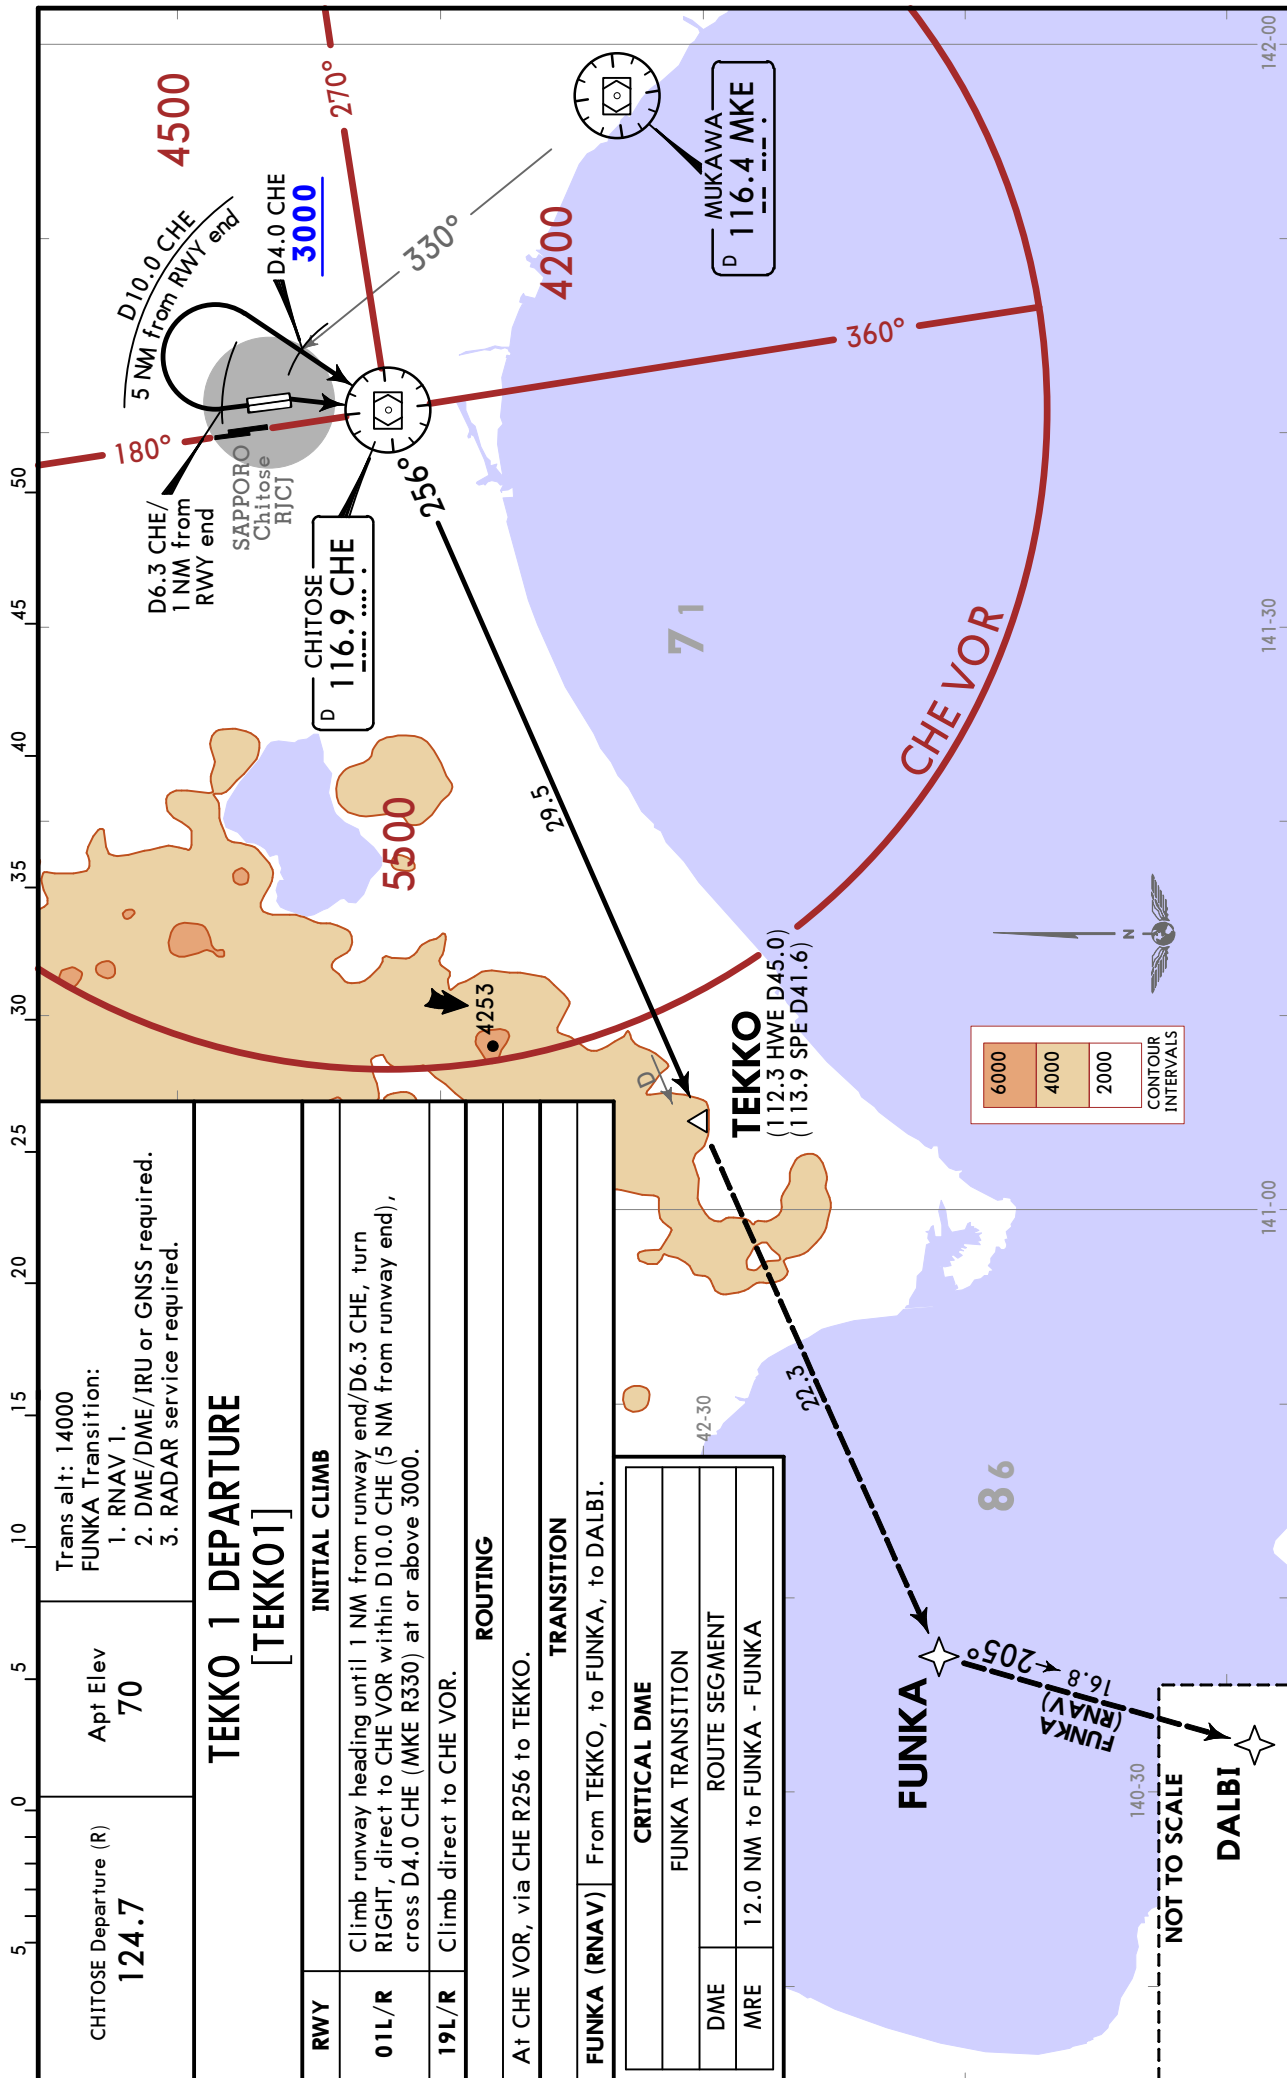 CHITOSE Departure (R)
124.7
Apt Elev
70
Trans alt: 14000
FUNKA Transition:
1. RNAV 1.
2. DME/DME/IRU or GNSS required.
3. RADAR service required.
TEKKO 1 DEPARTURE
[TEKKO1]
RWY
INITIAL CLIMB
01L/R
Climb runway heading until 1 NM from runway end/D6.3 CHE, turn
RIGHT, direct to CHE VOR within D10.0 CHE (5 NM from runway end),
cross D4.0 CHE (MKE R330) at or above 3000.
19L/R
Climb direct to CHE VOR.
ROUTING
At CHE VOR, via CHE R256 to TEKKO.
TRANSITION
FUNKA (RNAV)
From TEKKO, to FUNKA, to DALBI.
CRITICAL DME
FUNKA TRANSITION
DME
ROUTE SEGMENT
MRE
12.0 NM to FUNKA - FUNKA
5
0
5
10
15
20
25
30
35
40
45
50
D10.0 CHE
5 NM from RWY end
4500
270°
D4.0 CHE
3000
180°
D6.3 CHE/
1 NM from
RWY end
SAPPORO
Chitose
RJCJ
330°
CHITOSE
D 116.9 CHE
MUKAWA
D 116.4 MKE
4200
360°
256°
29.5
5500
4253
71
CHE VOR
D
TEKKO
(112.3 HWE D45.0)
(113.9 SPE D41.6)
N
6000
4000
2000
CONTOUR
INTERVALS
22.3
42-30
86
FUNKA
205°
16.8
FUNKA
(RNAV)
NOT TO SCALE
DALBI
140-30
141-00
141-30
142-00